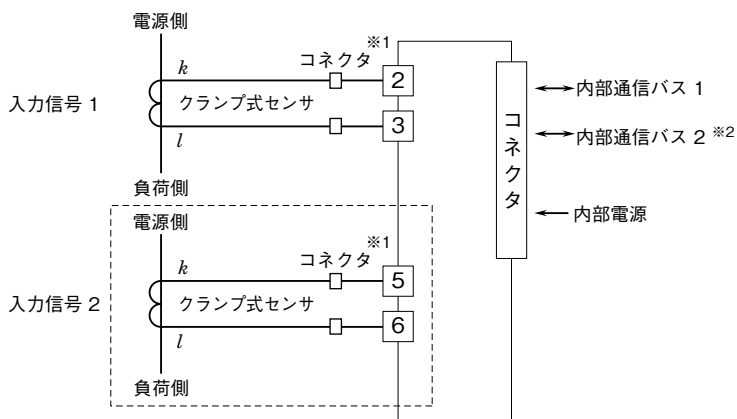 電源側
k
コネクタ ※1
2
入力信号 1
クランプ式センサ
3
l
負荷側
電源側
k
コネクタ ※1
5
入力信号 2
クランプ式センサ
6
l
負荷側
コネクタ
内部通信バス 1
内部通信バス 2 ※2
内部電源